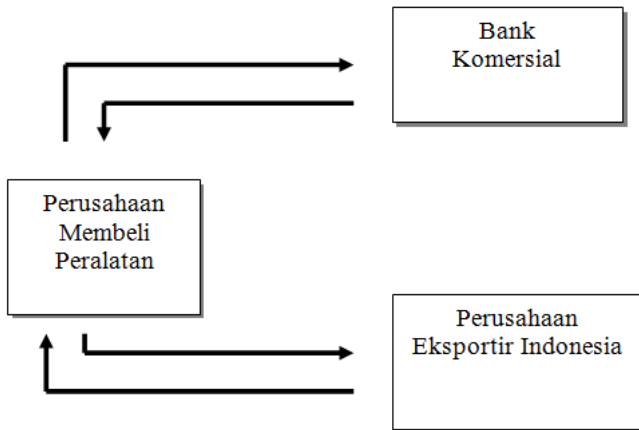 Bank
Komersial
Perusahaan
Membeli
Peralatan
Perusahaan
Eksportir Indonesia